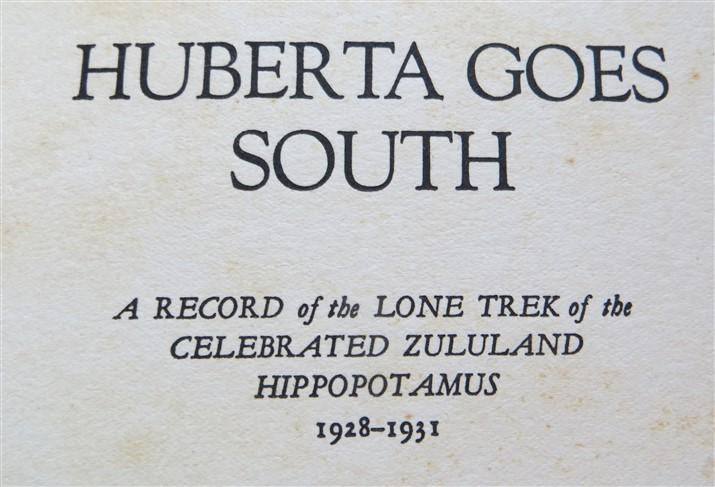 HUBERTA GOES
SOUTH
A RECORD of the LONE TREK of the
CELEBRATED ZULULAND
HIPPOPOTAMUS
1928–1931